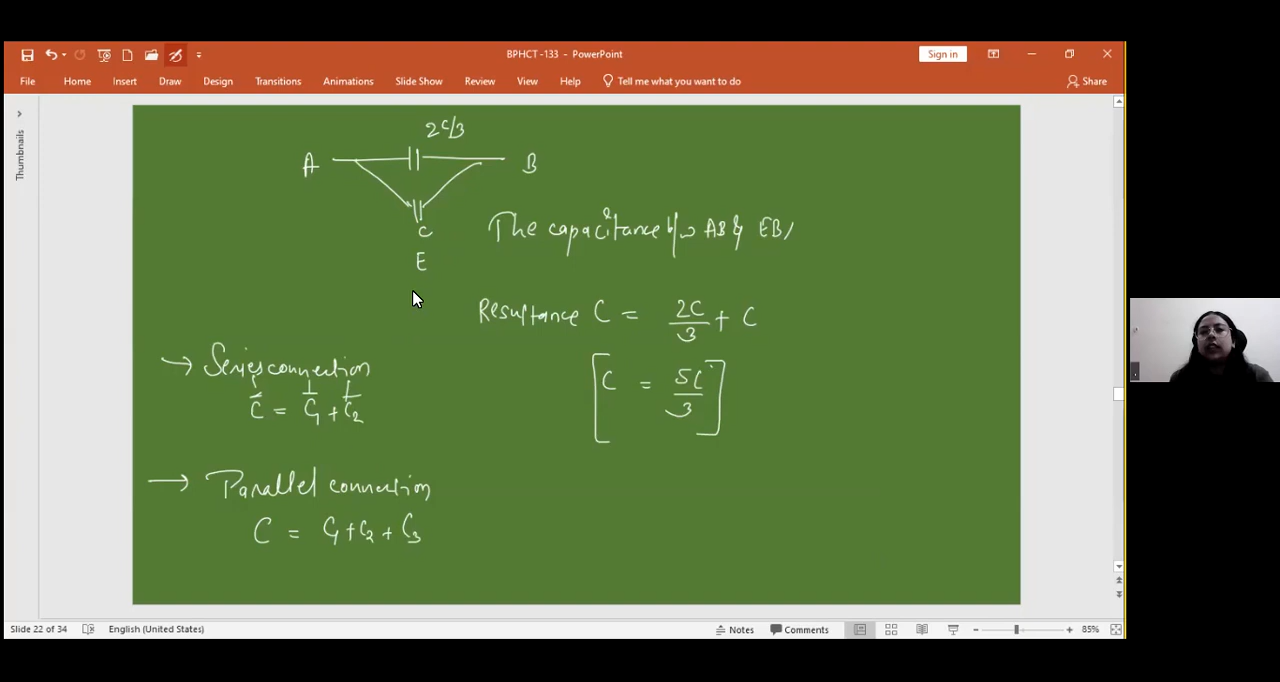 BPHCT -133 - PowerPoint
Sign in
File Home Insert Draw Design Transitions Animations Slide Show Review View Help Tell me what you want to do Share
Thumbnails
2C/3
A B
C
E
The capacitance b/w AB & EB,
Resultance C = 2C/3 + C
[C = 5C/3]
→ Series connection
1/C = 1/C1 + 1/C2
→ Parallel connection
C = C1 + C2 + C3
Slide 22 of 34 English (United States) Notes Comments 85%